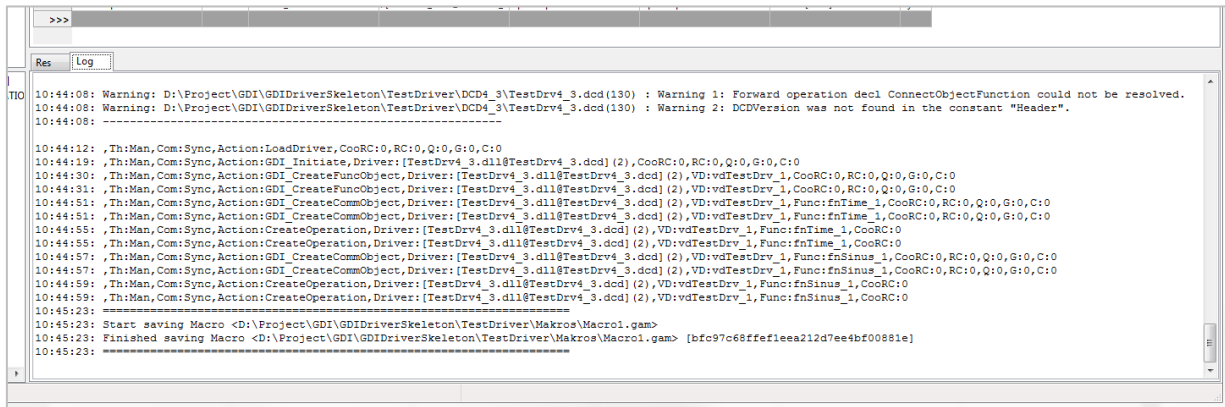 >>>
Res Log
TIO
10:44:08: Warning: D:\Project\GDI\GDIDriverSkeleton\TestDriver\DCD4_3\TestDrv4_3.dcd(130) : Warning 1: Forward operation decl ConnectObjectFunction could not be resolved.
10:44:08: Warning: D:\Project\GDI\GDIDriverSkeleton\TestDriver\DCD4_3\TestDrv4_3.dcd(130) : Warning 2: DCDVersion was not found in the constant "Header".
10:44:08: -----------------------------------------------------------
10:44:12: ,Th:Man,Com:Sync,Action:LoadDriver,CooRC:0,RC:0,Q:0,G:0,C:0
10:44:19: ,Th:Man,Com:Sync,Action:GDI_Initiate,Driver:[TestDrv4_3.dll@TestDrv4_3.dcd](2),CooRC:0,RC:0,Q:0,G:0,C:0
10:44:30: ,Th:Man,Com:Sync,Action:GDI_CreateFuncObject,Driver:[TestDrv4_3.dll@TestDrv4_3.dcd](2),VD:vdTestDrv_1,CooRC:0,RC:0,Q:0,G:0,C:0
10:44:31: ,Th:Man,Com:Sync,Action:GDI_CreateFuncObject,Driver:[TestDrv4_3.dll@TestDrv4_3.dcd](2),VD:vdTestDrv_1,CooRC:0,RC:0,Q:0,G:0,C:0
10:44:51: ,Th:Man,Com:Sync,Action:GDI_CreateCommObject,Driver:[TestDrv4_3.dll@TestDrv4_3.dcd](2),VD:vdTestDrv_1,Func:fnTime_1,CooRC:0,RC:0,Q:0,G:0,C:0
10:44:51: ,Th:Man,Com:Sync,Action:GDI_CreateCommObject,Driver:[TestDrv4_3.dll@TestDrv4_3.dcd](2),VD:vdTestDrv_1,Func:fnTime_1,CooRC:0,RC:0,Q:0,G:0,C:0
10:44:55: ,Th:Man,Com:Sync,Action:CreateOperation,Driver:[TestDrv4_3.dll@TestDrv4_3.dcd](2),VD:vdTestDrv_1,Func:fnTime_1,CooRC:0
10:44:55: ,Th:Man,Com:Sync,Action:CreateOperation,Driver:[TestDrv4_3.dll@TestDrv4_3.dcd](2),VD:vdTestDrv_1,Func:fnTime_1,CooRC:0
10:44:57: ,Th:Man,Com:Sync,Action:GDI_CreateCommObject,Driver:[TestDrv4_3.dll@TestDrv4_3.dcd](2),VD:vdTestDrv_1,Func:fnSinus_1,CooRC:0,RC:0,Q:0,G:0,C:0
10:44:57: ,Th:Man,Com:Sync,Action:GDI_CreateCommObject,Driver:[TestDrv4_3.dll@TestDrv4_3.dcd](2),VD:vdTestDrv_1,Func:fnSinus_1,CooRC:0,RC:0,Q:0,G:0,C:0
10:44:59: ,Th:Man,Com:Sync,Action:CreateOperation,Driver:[TestDrv4_3.dll@TestDrv4_3.dcd](2),VD:vdTestDrv_1,Func:fnSinus_1,CooRC:0
10:44:59: ,Th:Man,Com:Sync,Action:CreateOperation,Driver:[TestDrv4_3.dll@TestDrv4_3.dcd](2),VD:vdTestDrv_1,Func:fnSinus_1,CooRC:0
10:45:23: =====================================================================
10:45:23: Start saving Macro <D:\Project\GDI\GDIDriverSkeleton\TestDriver\Makros\Macro1.gam>
10:45:23: Finished saving Macro <D:\Project\GDI\GDIDriverSkeleton\TestDriver\Makros\Macro1.gam> [bfc97c68ffef1eea212d7ee4bf00881e]
10:45:23: =====================================================================